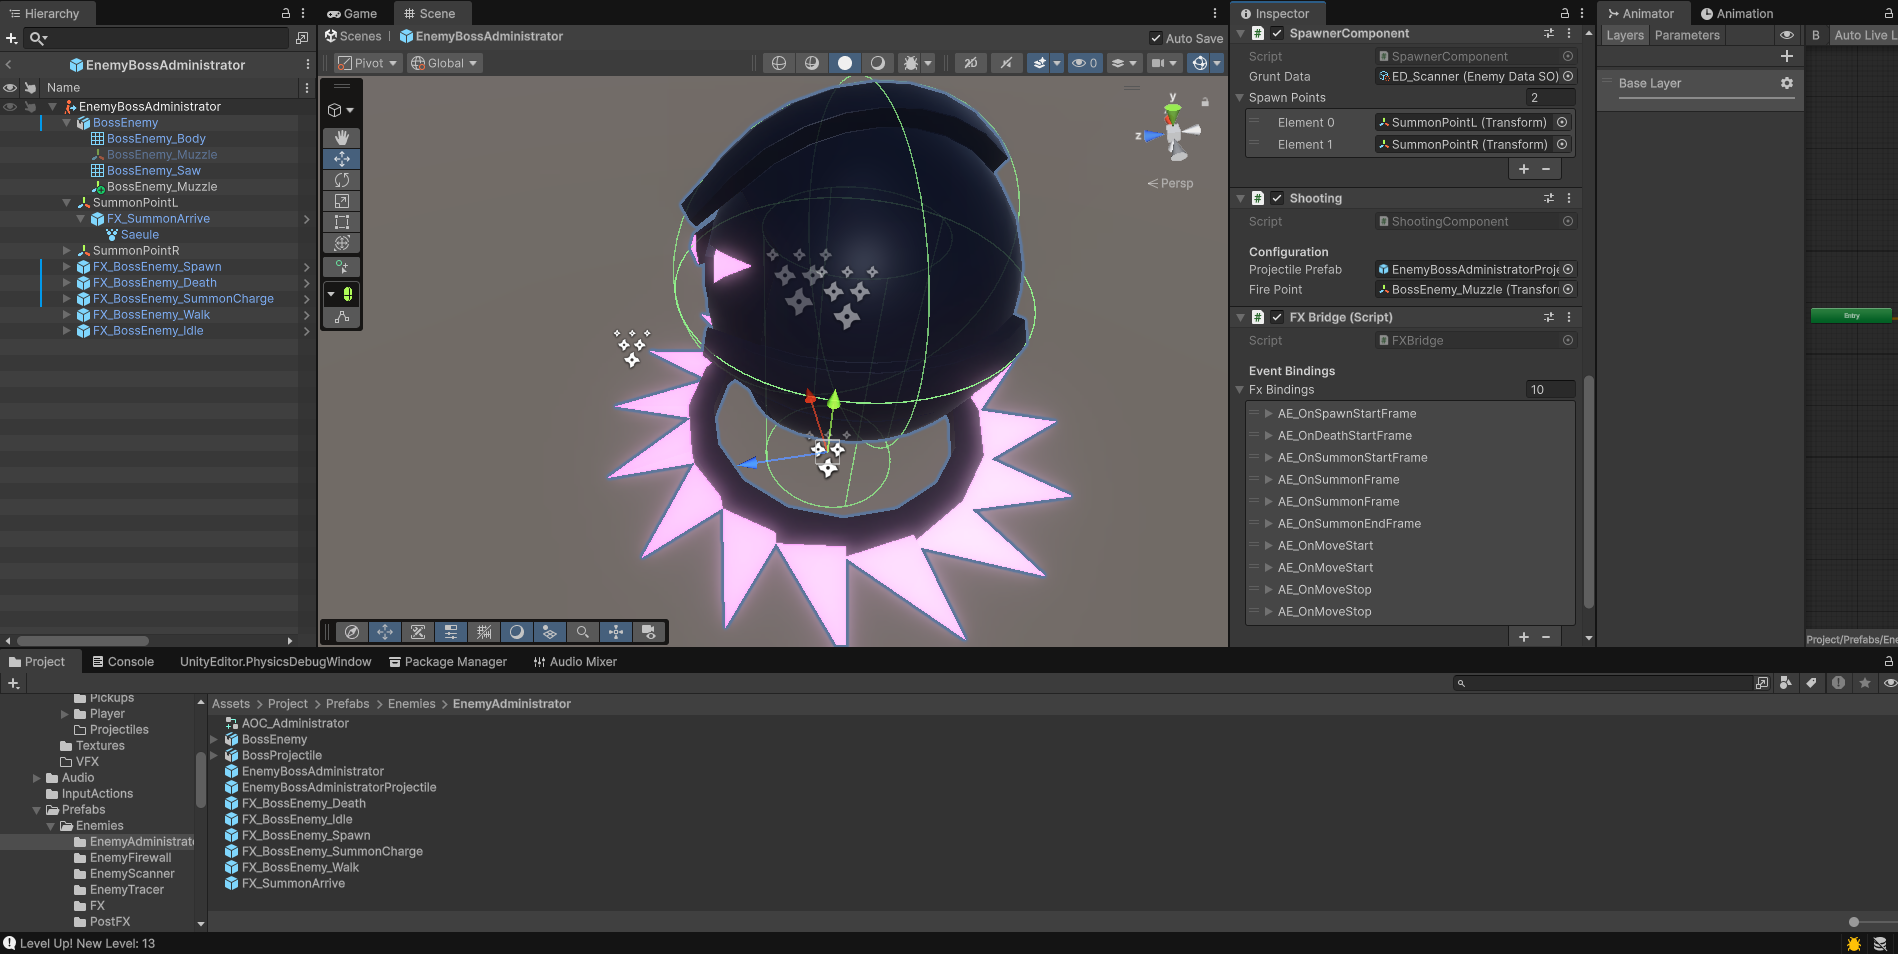 Hierarchy
EnemyBossAdministrator
Name
EnemyBossAdministrator
BossEnemy
BossEnemy_Body
BossEnemy_Muzzle
BossEnemy_Saw
BossEnemy_Muzzle
SummonPointL
FX_SummonArrive
Saeule
SummonPointR
FX_BossEnemy_Spawn
FX_BossEnemy_Death
FX_BossEnemy_SummonCharge
FX_BossEnemy_Walk
FX_BossEnemy_Idle
Game
Scene
Scenes
EnemyBossAdministrator
Auto Save
Pivot
Global
2D
0
y
z
Persp
Inspector
SpawnerComponent
Script
SpawnerComponent
Grunt Data
ED_Scanner (Enemy Data SO)
Spawn Points
2
Element 0
SummonPointL (Transform)
Element 1
SummonPointR (Transform)
Shooting
Script
ShootingComponent
Configuration
Projectile Prefab
EnemyBossAdministratorProje
Fire Point
BossEnemy_Muzzle (Transfor
FX Bridge (Script)
Script
FXBridge
Event Bindings
Fx Bindings
10
AE_OnSpawnStartFrame
AE_OnDeathStartFrame
AE_OnSummonStartFrame
AE_OnSummonFrame
AE_OnSummonFrame
AE_OnSummonEndFrame
AE_OnMoveStart
AE_OnMoveStart
AE_OnMoveStop
AE_OnMoveStop
Animator
Animation
Layers
Parameters
B
Auto Live L
Base Layer
Entry
Project/Prefabs/Ene
Project
Console
UnityEditor.PhysicsDebugWindow
Package Manager
Audio Mixer
Pickups
Player
Projectiles
Textures
VFX
Audio
InputActions
Prefabs
Enemies
EnemyAdministrato
EnemyFirewall
EnemyScanner
EnemyTracer
FX
PostFX
Assets > Project > Prefabs > Enemies > EnemyAdministrator
AOC_Administrator
BossEnemy
BossProjectile
EnemyBossAdministrator
EnemyBossAdministratorProjectile
FX_BossEnemy_Death
FX_BossEnemy_Idle
FX_BossEnemy_Spawn
FX_BossEnemy_SummonCharge
FX_BossEnemy_Walk
FX_SummonArrive
Level Up! New Level: 13